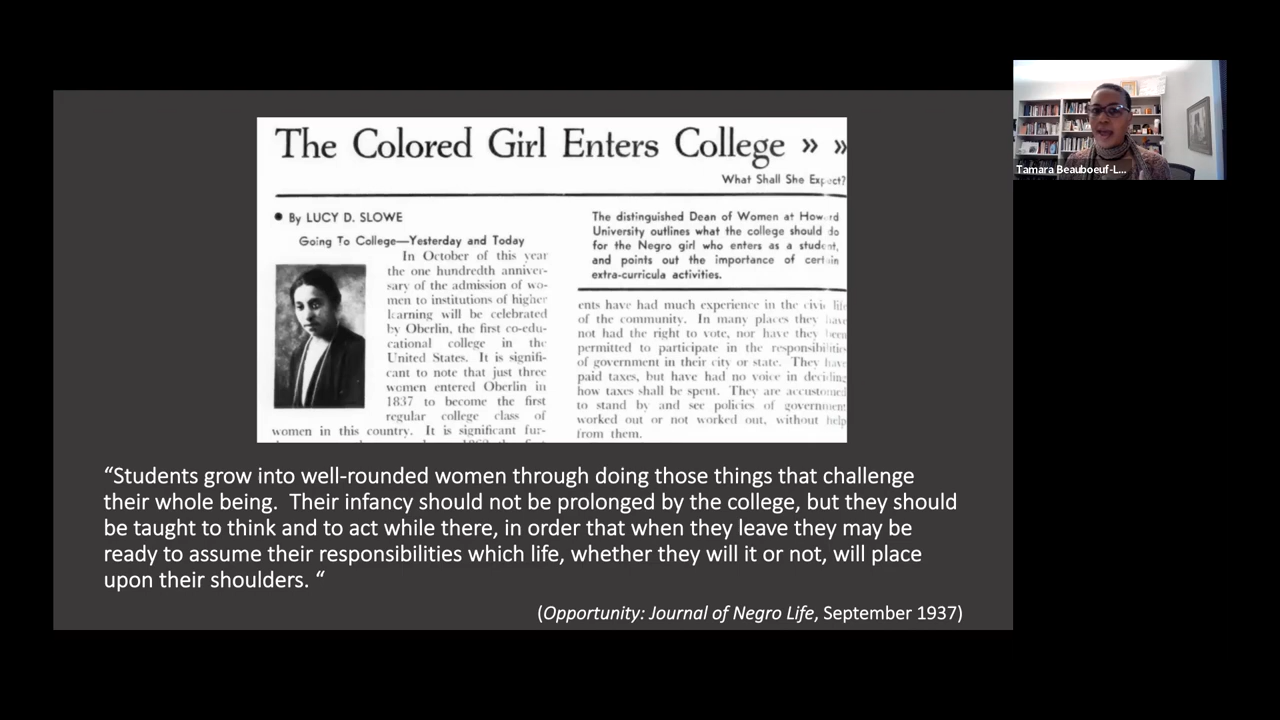 The Colored Girl Enters College » »
What Shall She Expect?
● By LUCY D. SLOWE
Going To College—Yesterday and Today
In October of this year
the one hundredth anniver-
sary of the admission of wo-
men to institutions of higher
learning will be celebrated
by Oberlin, the first co-edu-
cational college in the
United States. It is signifi-
cant to note that just three
women entered Oberlin in
1837 to become the first
regular college class of
women in this country. It is significant fur-
The distinguished Dean of Women at Howard
University outlines what the college should do
for the Negro girl who enters as a student,
and points out the importance of certain
extra-curricula activities.
ents have had much experience in the civic life
of the community. In many places they have
not had the right to vote, nor have they been
permitted to participate in the responsibilities
of government in their city or state. They have
paid taxes, but have had no voice in deciding
how taxes shall be spent. They are accustomed
to stand by and see policies of government
worked out or not worked out, without help
from them.
“Students grow into well-rounded women through doing those things that challenge
their whole being.  Their infancy should not be prolonged by the college, but they should
be taught to think and to act while there, in order that when they leave they may be
ready to assume their responsibilities which life, whether they will it or not, will place
upon their shoulders. “
(Opportunity: Journal of Negro Life, September 1937)
Tamara Beauboeuf-L...